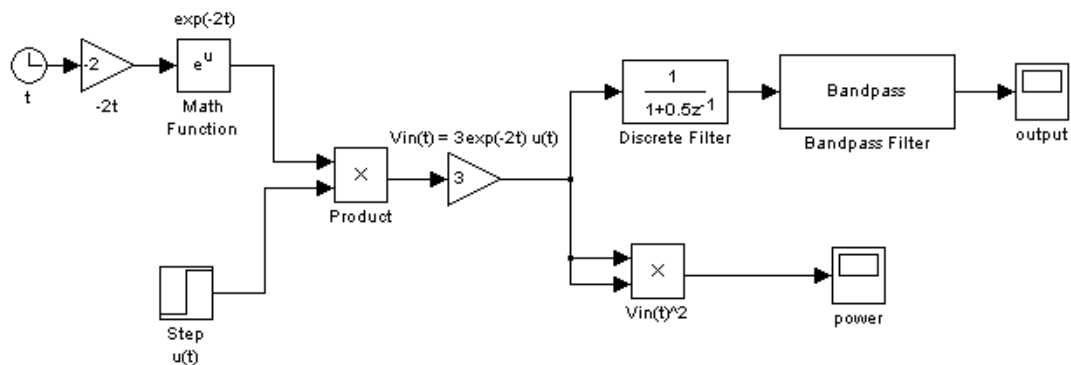 exp(-2t)
-2
e^u
t
-2t
Math
Function
Vin(t) = 3exp(-2t) u(t)
×
3
Product
Step
u(t)
1
1+0.5z^-1
Discrete Filter
Bandpass
Bandpass Filter
output
×
Vin(t)^2
power